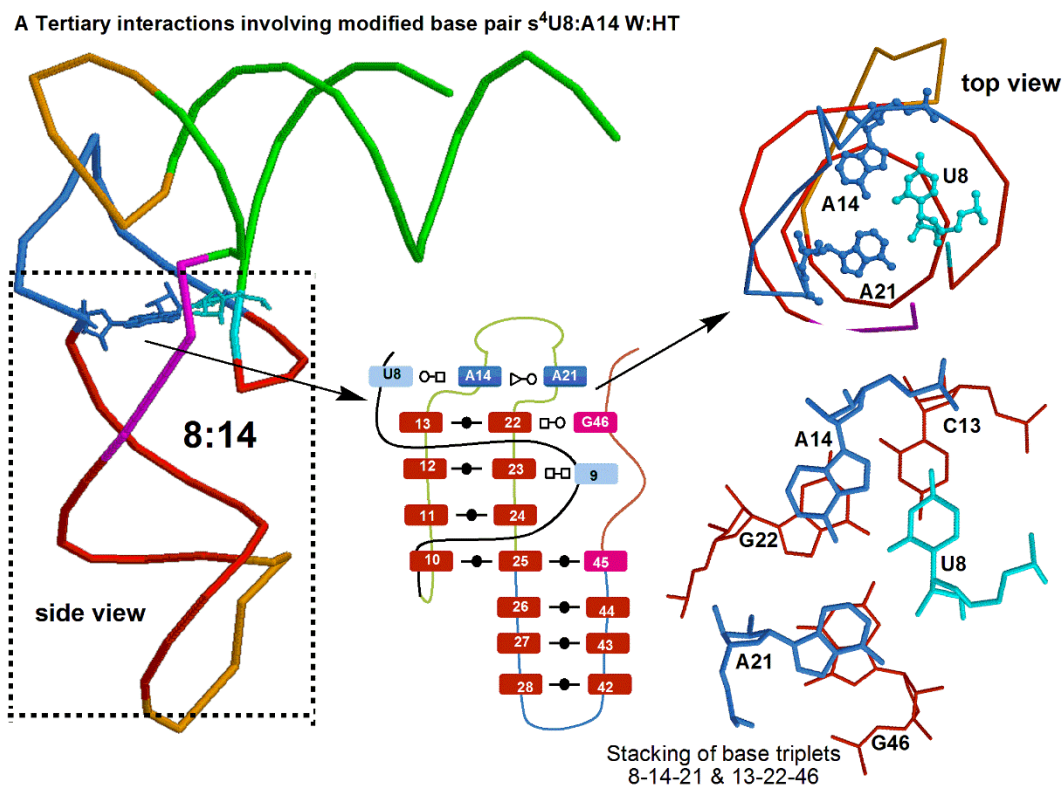 A Tertiary interactions involving modified base pair s⁴U8:A14 W:HT
top view
U8
A14
A21
8:14
side view
U8 A14 A21
13 22 G46
12 23 9
11 24
10 25 45
26 44
27 43
28 42
A14 C13
G22
U8
A21
G46
Stacking of base triplets
8-14-21 & 13-22-46